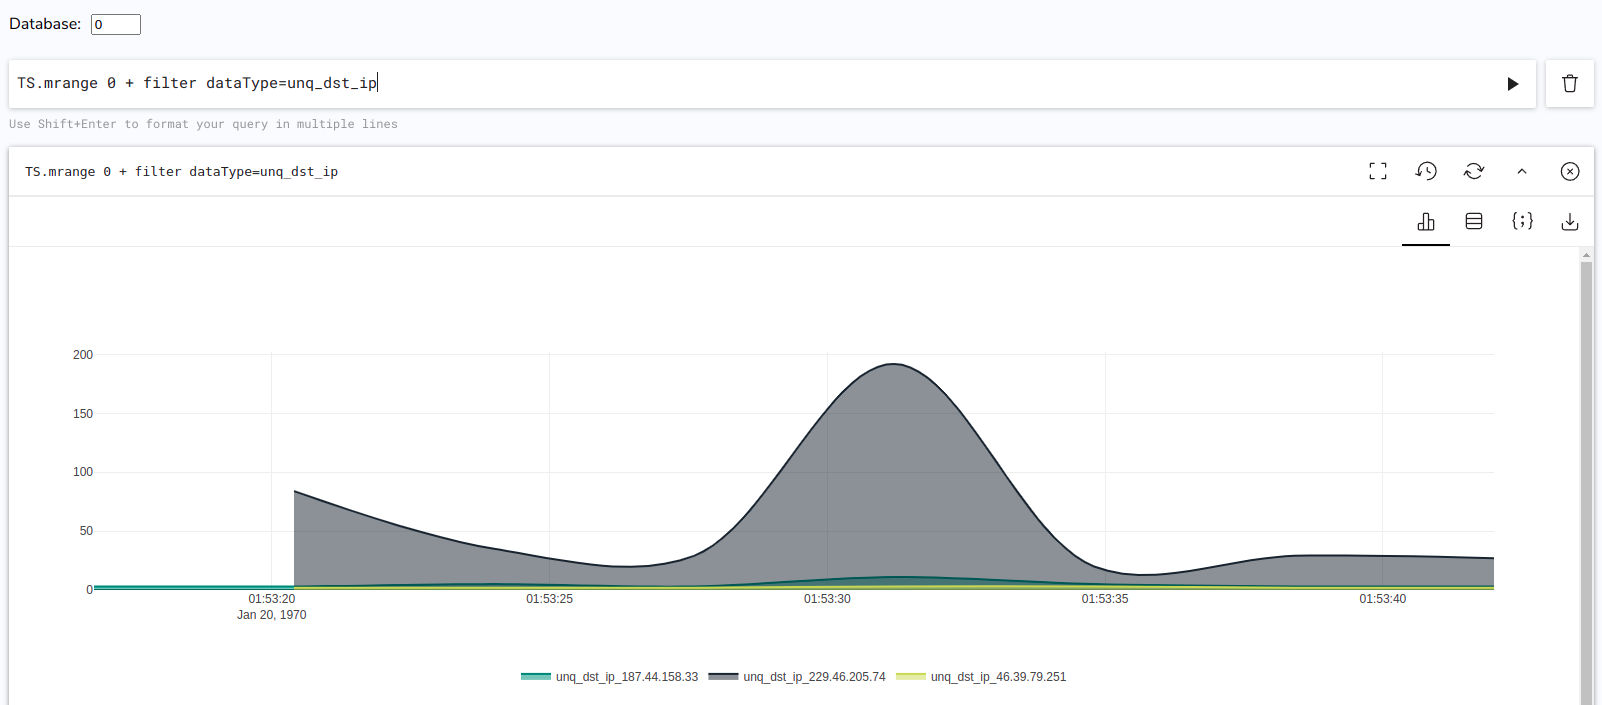 Database: 0
TS.mrange 0 + filter dataType=unq_dst_ip
Use Shift+Enter to format your query in multiple lines
TS.mrange 0 + filter dataType=unq_dst_ip
200
150
100
50
0
01:53:20 01:53:25 01:53:30 01:53:35 01:53:40
Jan 20, 1970
unq_dst_ip_187.44.158.33 unq_dst_ip_229.46.205.74 unq_dst_ip_46.39.79.251